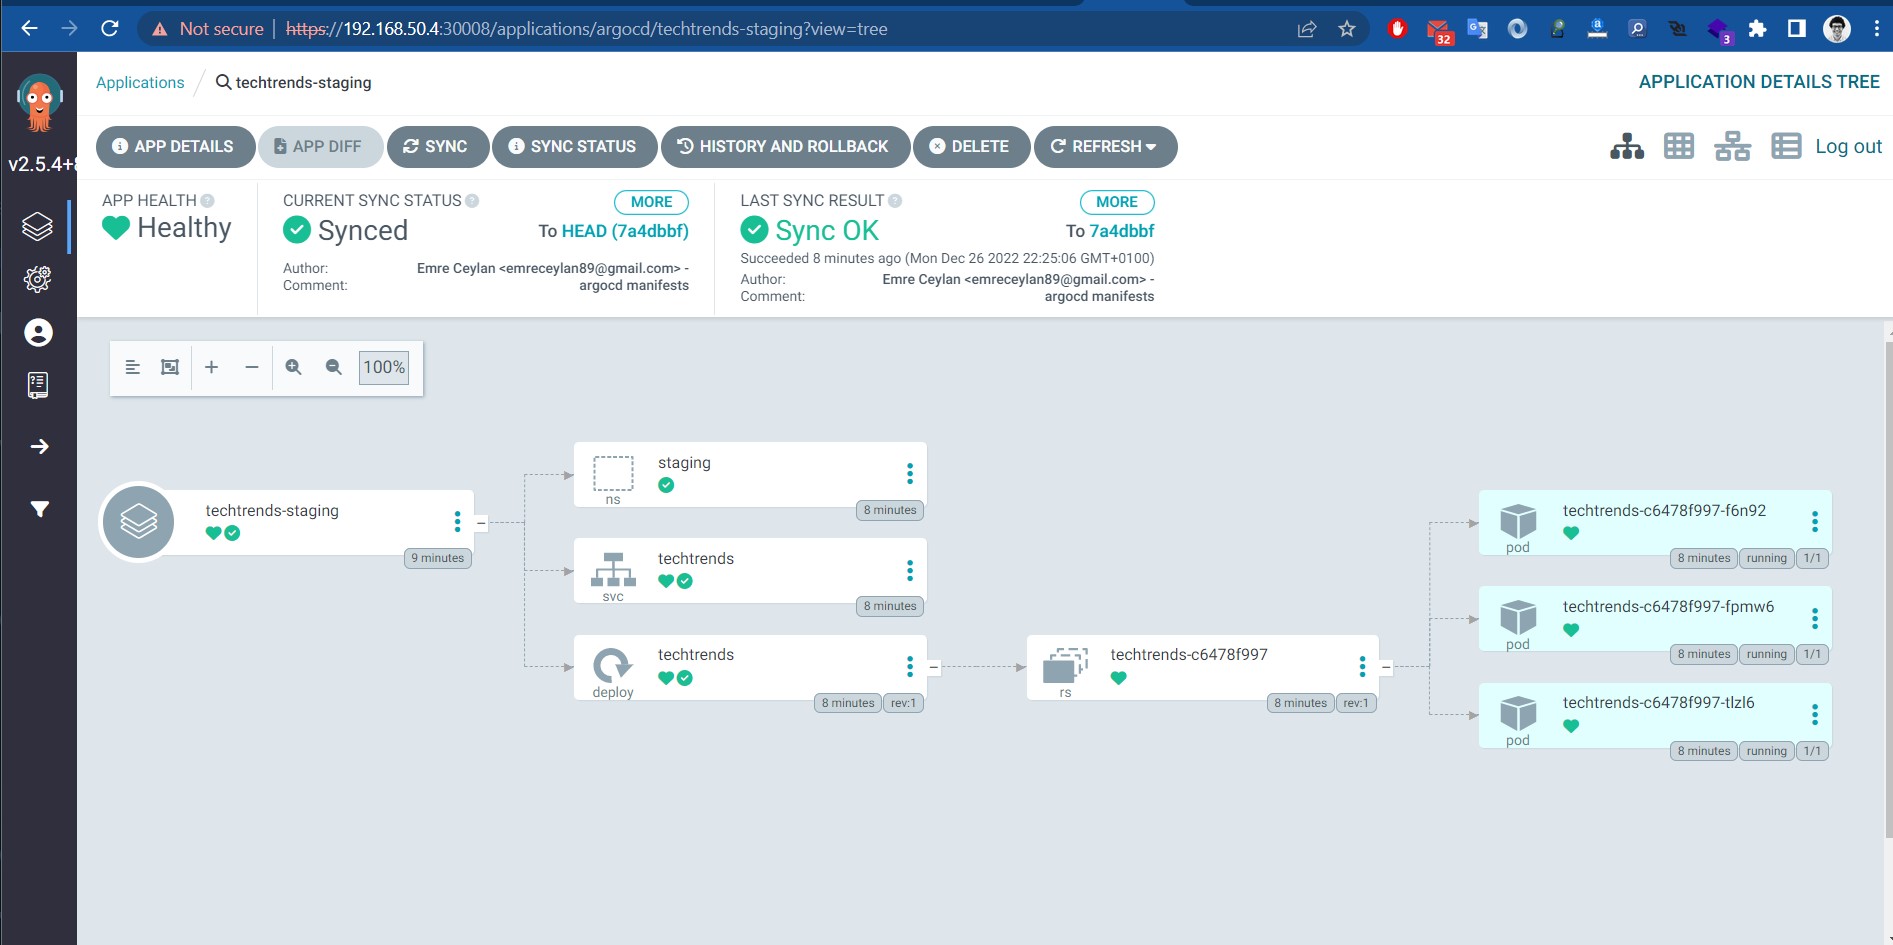 Not secure | https://192.168.50.4:30008/applications/argocd/techtrends-staging?view=tree
32
3
Applications / techtrends-staging
APPLICATION DETAILS TREE
v2.5.4+
APP DETAILS
APP DIFF
SYNC
SYNC STATUS
HISTORY AND ROLLBACK
DELETE
REFRESH
Log out
APP HEALTH
Healthy
CURRENT SYNC STATUS
MORE
Synced
To HEAD (7a4dbbf)
Author: Emre Ceylan <emreceylan89@gmail.com> -
Comment: argocd manifests
LAST SYNC RESULT
MORE
Sync OK
To 7a4dbbf
Succeeded 8 minutes ago (Mon Dec 26 2022 22:25:06 GMT+0100)
Author: Emre Ceylan <emreceylan89@gmail.com> -
Comment: argocd manifests
100%
techtrends-staging
9 minutes
staging
ns
8 minutes
techtrends
svc
8 minutes
techtrends
deploy
8 minutes rev:1
techtrends-c6478f997
rs
8 minutes rev:1
techtrends-c6478f997-f6n92
pod
8 minutes running 1/1
techtrends-c6478f997-fpmw6
pod
8 minutes running 1/1
techtrends-c6478f997-tlzl6
pod
8 minutes running 1/1